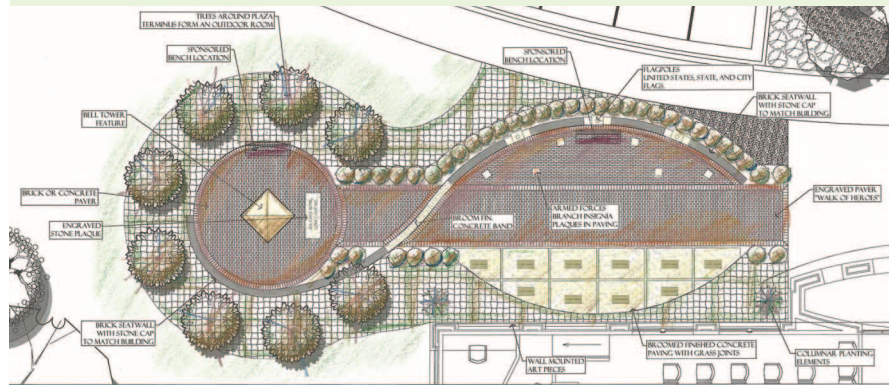 TREES AROUND PLAZA
TERMINUS FORM AN OUTDOOR ROOM
SPONSORED
BENCH LOCATION
BELL TOWER
FEATURE
BRICK OR CONCRETE
PAVER
ENGRAVED
STONE PLAQUE
BRICK SEATWALL
WITH STONE CAP
TO MATCH BUILDING
SPONSORED
BENCH LOCATION
FLAGPOLES
UNITED STATES, STATE, AND CITY
FLAGS.
BRICK SEATWALL
WITH STONE CAP
TO MATCH BUILDING
ENGRAVED PAVER
"WALK OF HEROES"
ARMED FORCES
BRANCH INSIGNIA
PLAQUES IN PAVING
BROOM FIN.
CONCRETE BAND
WALL MOUNTED
ART PIECES
BROOMED FINISHED CONCRETE
PAVING WITH GRASS JOINTS
COLUMNAR PLANTING
ELEMENTS